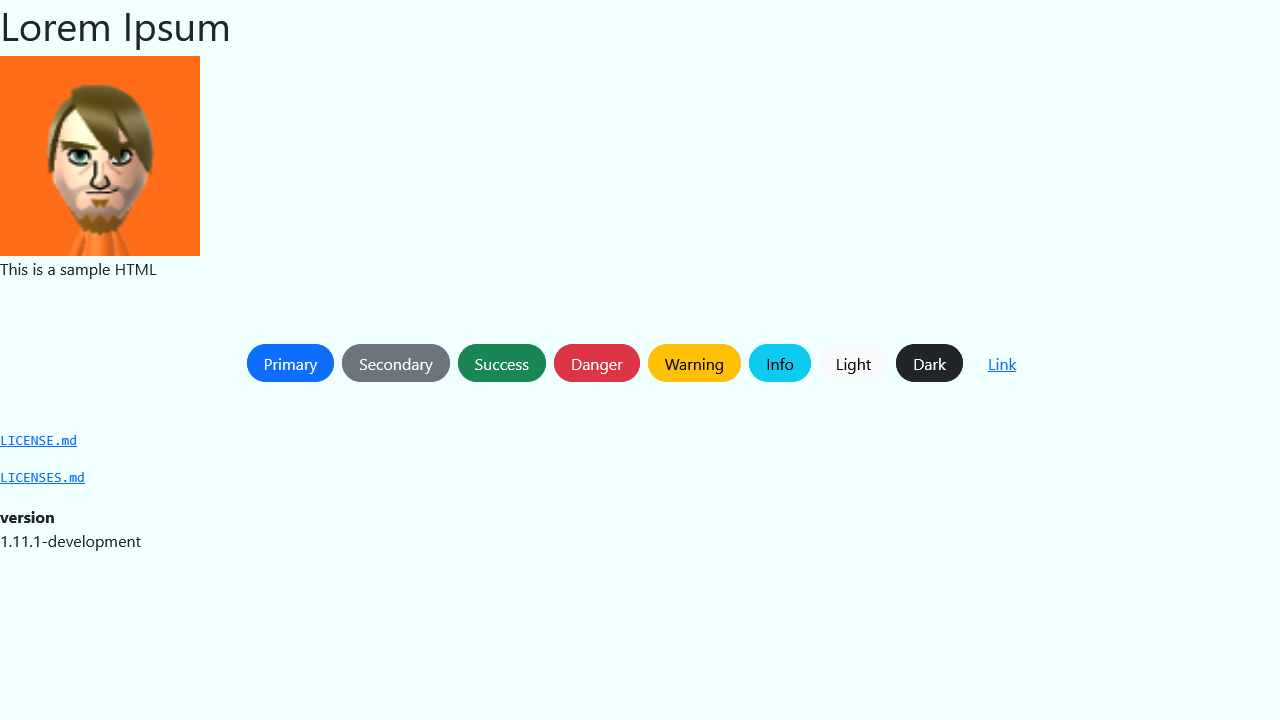 Lorem Ipsum
This is a sample HTML
Primary Secondary Success Danger Warning Info Light Dark Link
LICENSE.md
LICENSES.md
version
1.11.1-development